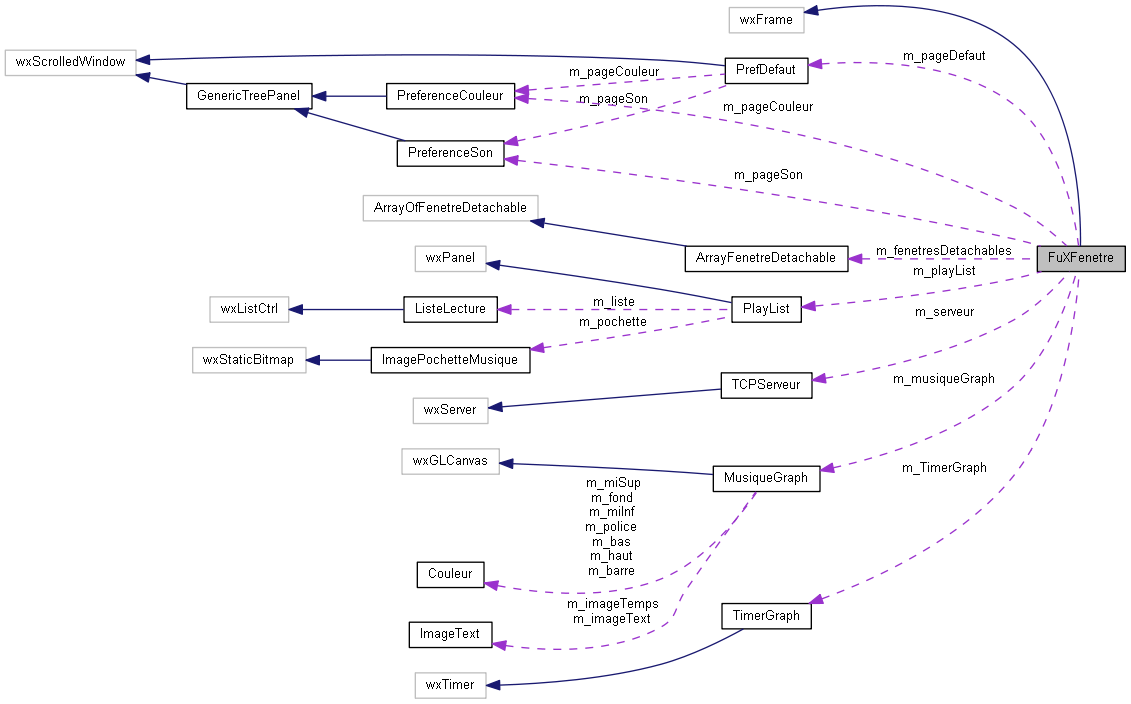 wxFrame
wxScrolledWindow
m_pageDefaut
PrefDefaut
m_pageCouleur
GenericTreePanel
PreferenceCouleur
m_pageSon
m_pageCouleur
PreferenceSon
m_pageSon
ArrayOfFenetreDetachable
m_fenetresDetachables
wxPanel
ArrayFenetreDetachable
FuXFenetre
m_playList
m_liste
wxListCtrl
ListeLecture
PlayList
m_serveur
m_pochette
wxStaticBitmap
ImagePochetteMusique
m_musiqueGraph
TCPServeur
wxServer
wxGLCanvas
m_TimerGraph
MusiqueGraph
m_miSup
m_fond
m_miInf
m_police
m_bas
m_haut
m_barre
Couleur
m_imageTemps
m_imageText
TimerGraph
ImageText
wxTimer